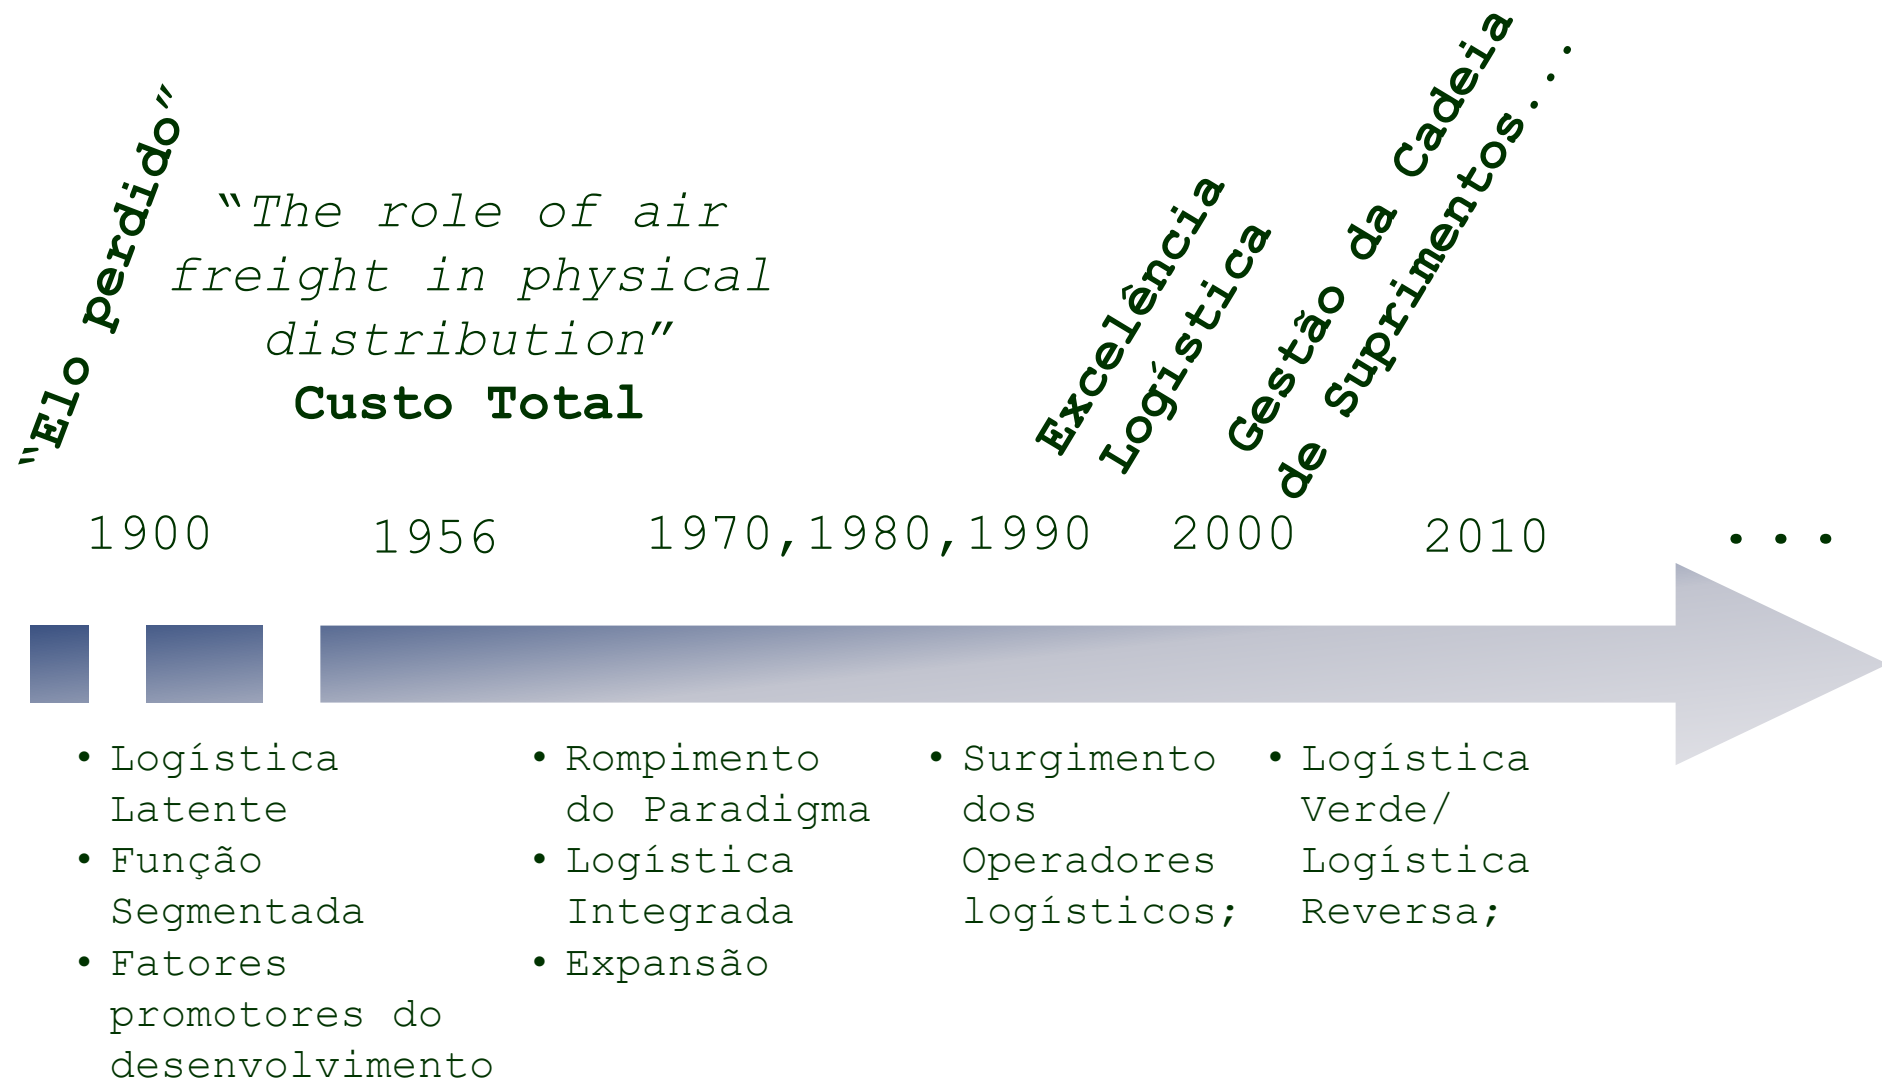 "Elo perdido"
“The role of air
freight in physical
distribution”
Custo Total
Excelência
Logística
Gestão da Cadeia
de Suprimentos...
1900
1956
1970,1980,1990
2000
2010
...
• Logística
Latente
• Função
Segmentada
• Fatores
promotores do
desenvolvimento
• Rompimento
do Paradigma
• Logística
Integrada
• Expansão
• Surgimento
dos
Operadores
logísticos;
• Logística
Verde/
Logística
Reversa;